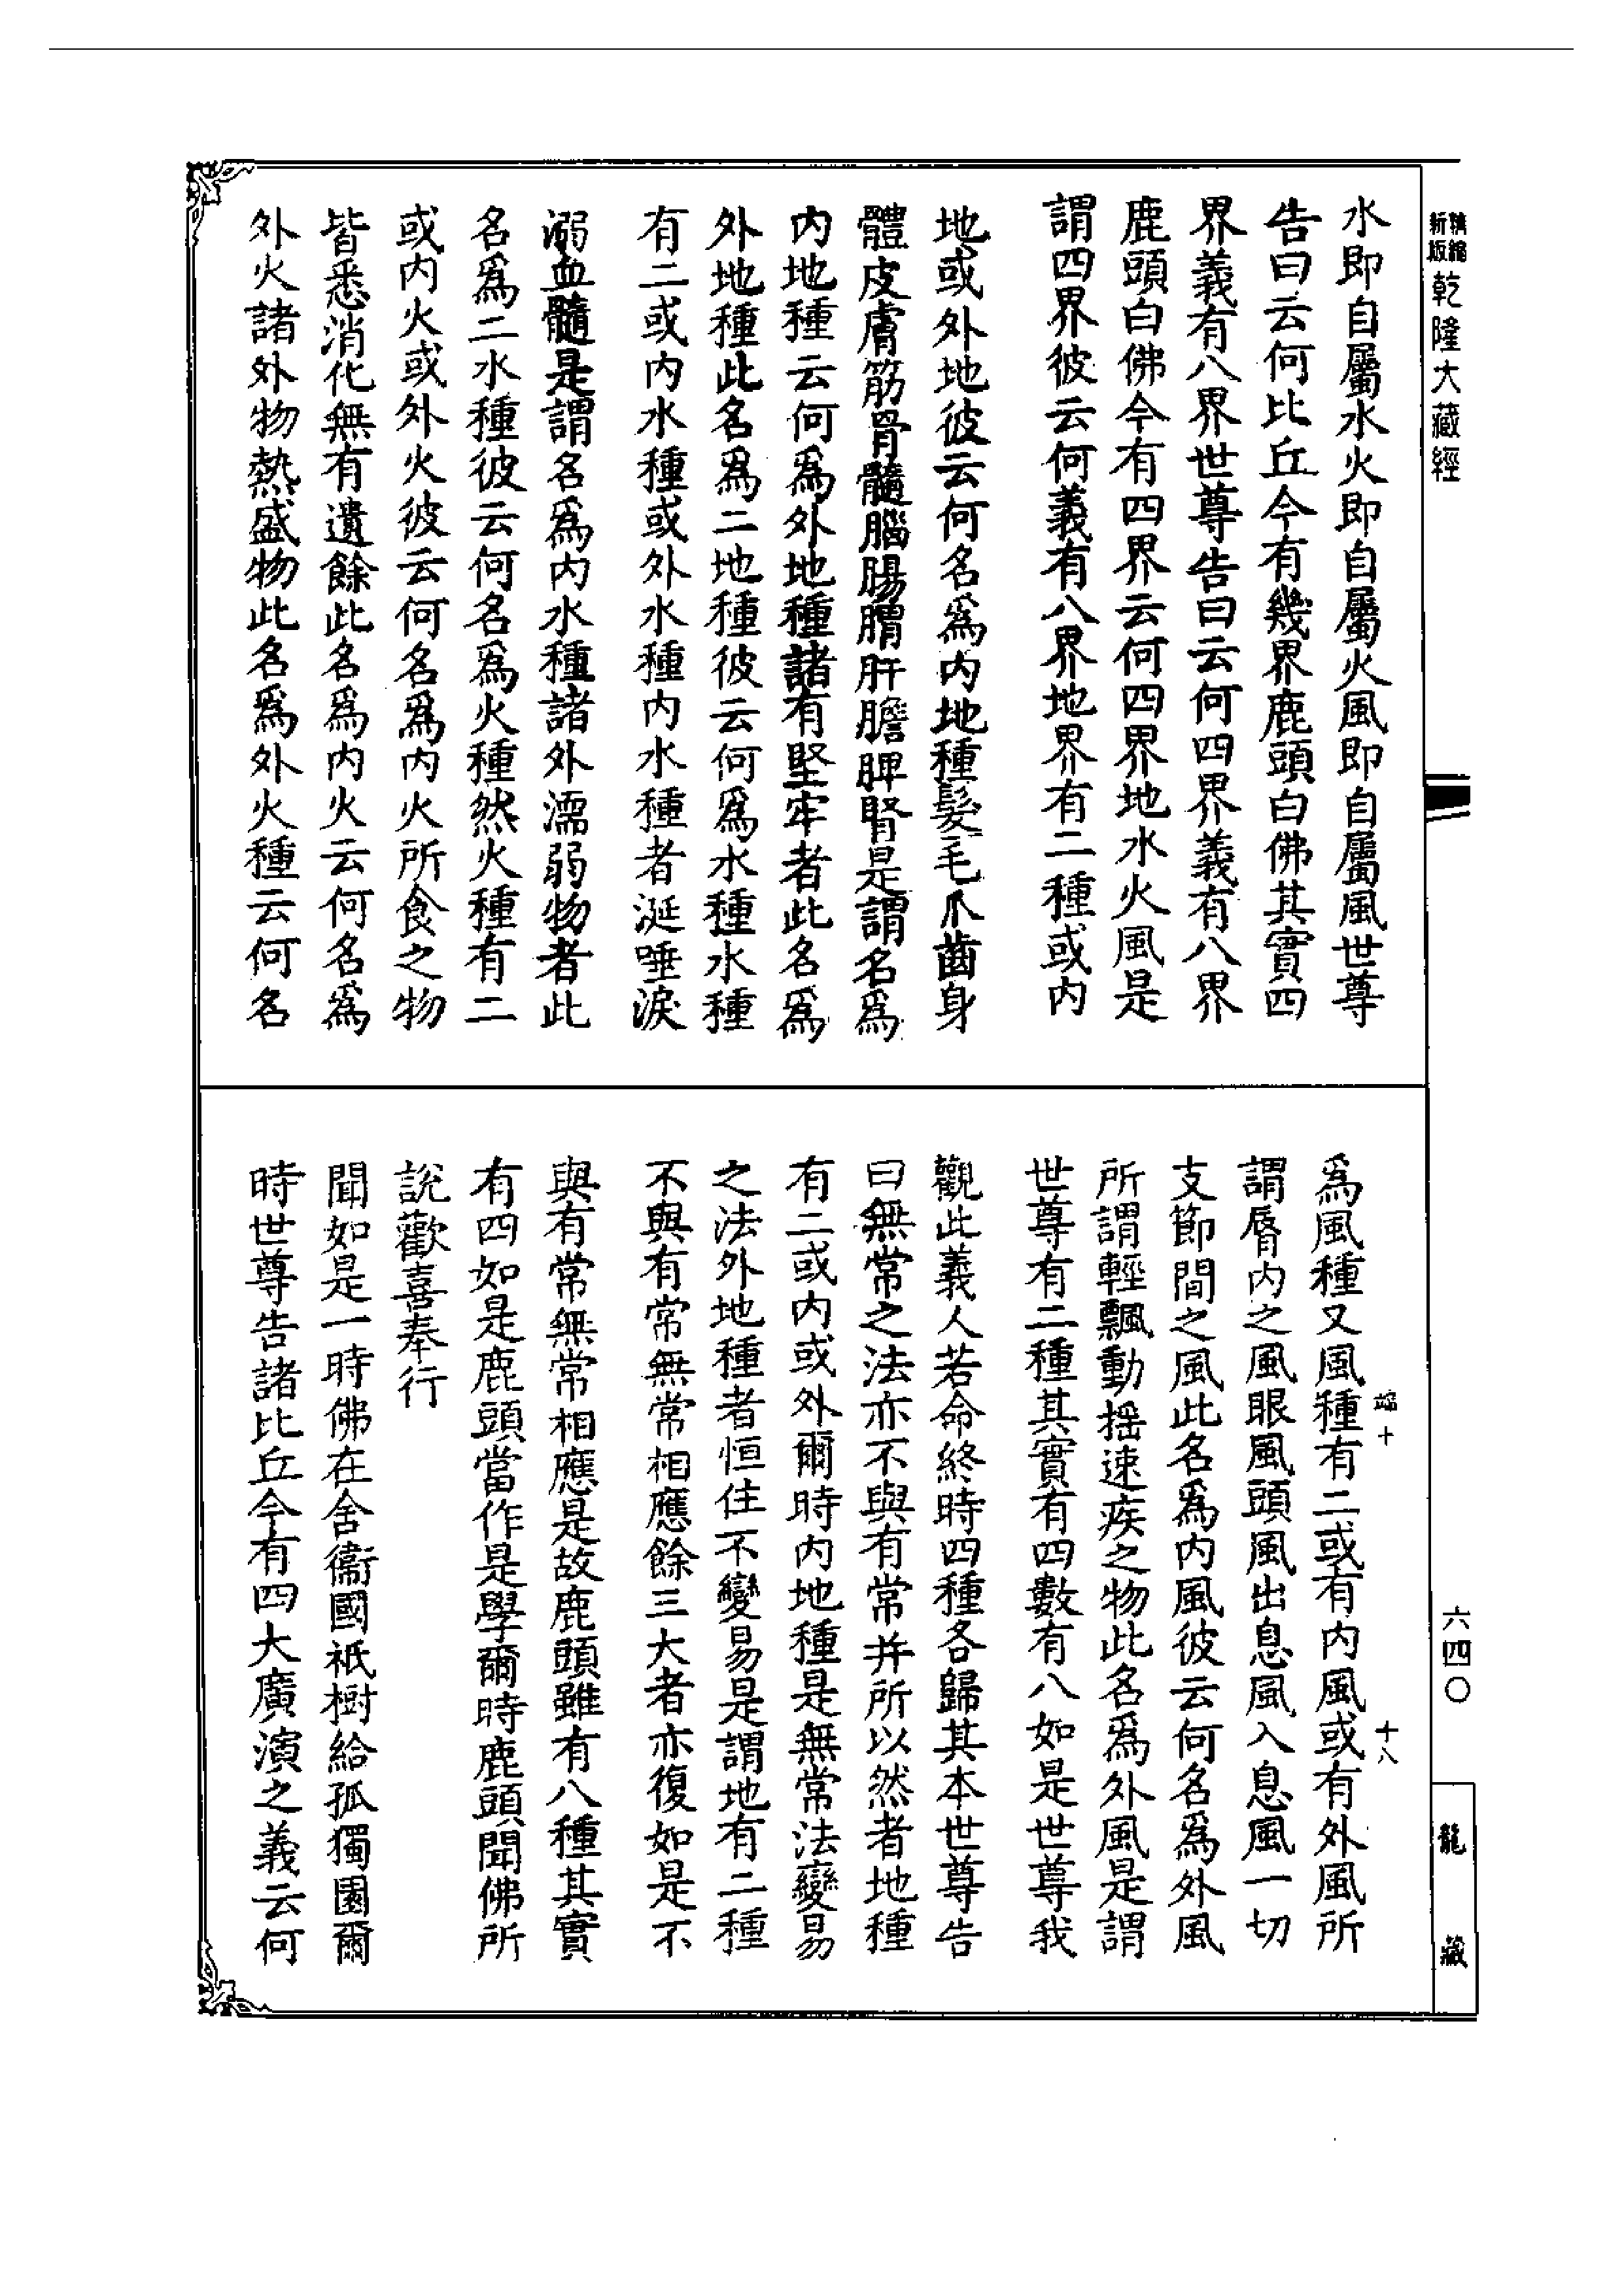 新版
精縮
乾隆大藏經
水即自屬水火即自屬火風即自屬風世尊
告曰云何比丘今有幾界鹿頭白佛其實四
界義有八界世尊告曰云何四界義有八界
鹿頭白佛今有四界云何四界地水火風是
謂四界彼云何義有八界地界有二種或內
地或外地彼云何名爲內地種髮毛爪齒身
體皮膚筋骨髓腦腸胃肝膽脾腎是謂名爲
內地種云何爲外地種諸有堅牢者此名爲
外地種此名爲二地種彼云何爲水種水種
有二或內水種或外水種內水種者涎唾淚
溺血髓是謂名爲內水種諸外濡弱物者此
名爲二水種彼云何名爲火種然火種有二
或內火或外火彼云何名爲內火所食之物
皆悉消化無有遺餘此名爲內火云何名爲
外火諸外物熱盛物此名爲外火種云何名
六四〇
龍藏
十
十八
爲風種又風種有二或有內風或有外風所
謂脣內之風眼風頭風出息風入息風一切
支節間之風此名爲內風彼云何名爲外風
所謂輕飄動搖速疾之物此名爲外風是謂
世尊有二種其實有四數有八如是世尊我
觀此義人若命終時四種各歸其本世尊告
曰無常之法亦不與有常并所以然者地種
有二或內或外爾時內地種是無常法變易
之法外地種者恒住不變易是謂地有二種
不與有常無常相應餘三大者亦復如是不
與有常無常相應是故鹿頭雖有八種其實
有四如是鹿頭當作是學爾時鹿頭聞佛所
說歡喜奉行
聞如是一時佛在舍衛國祇樹給孤獨園爾
時世尊告諸比丘今有四大廣演之義云何